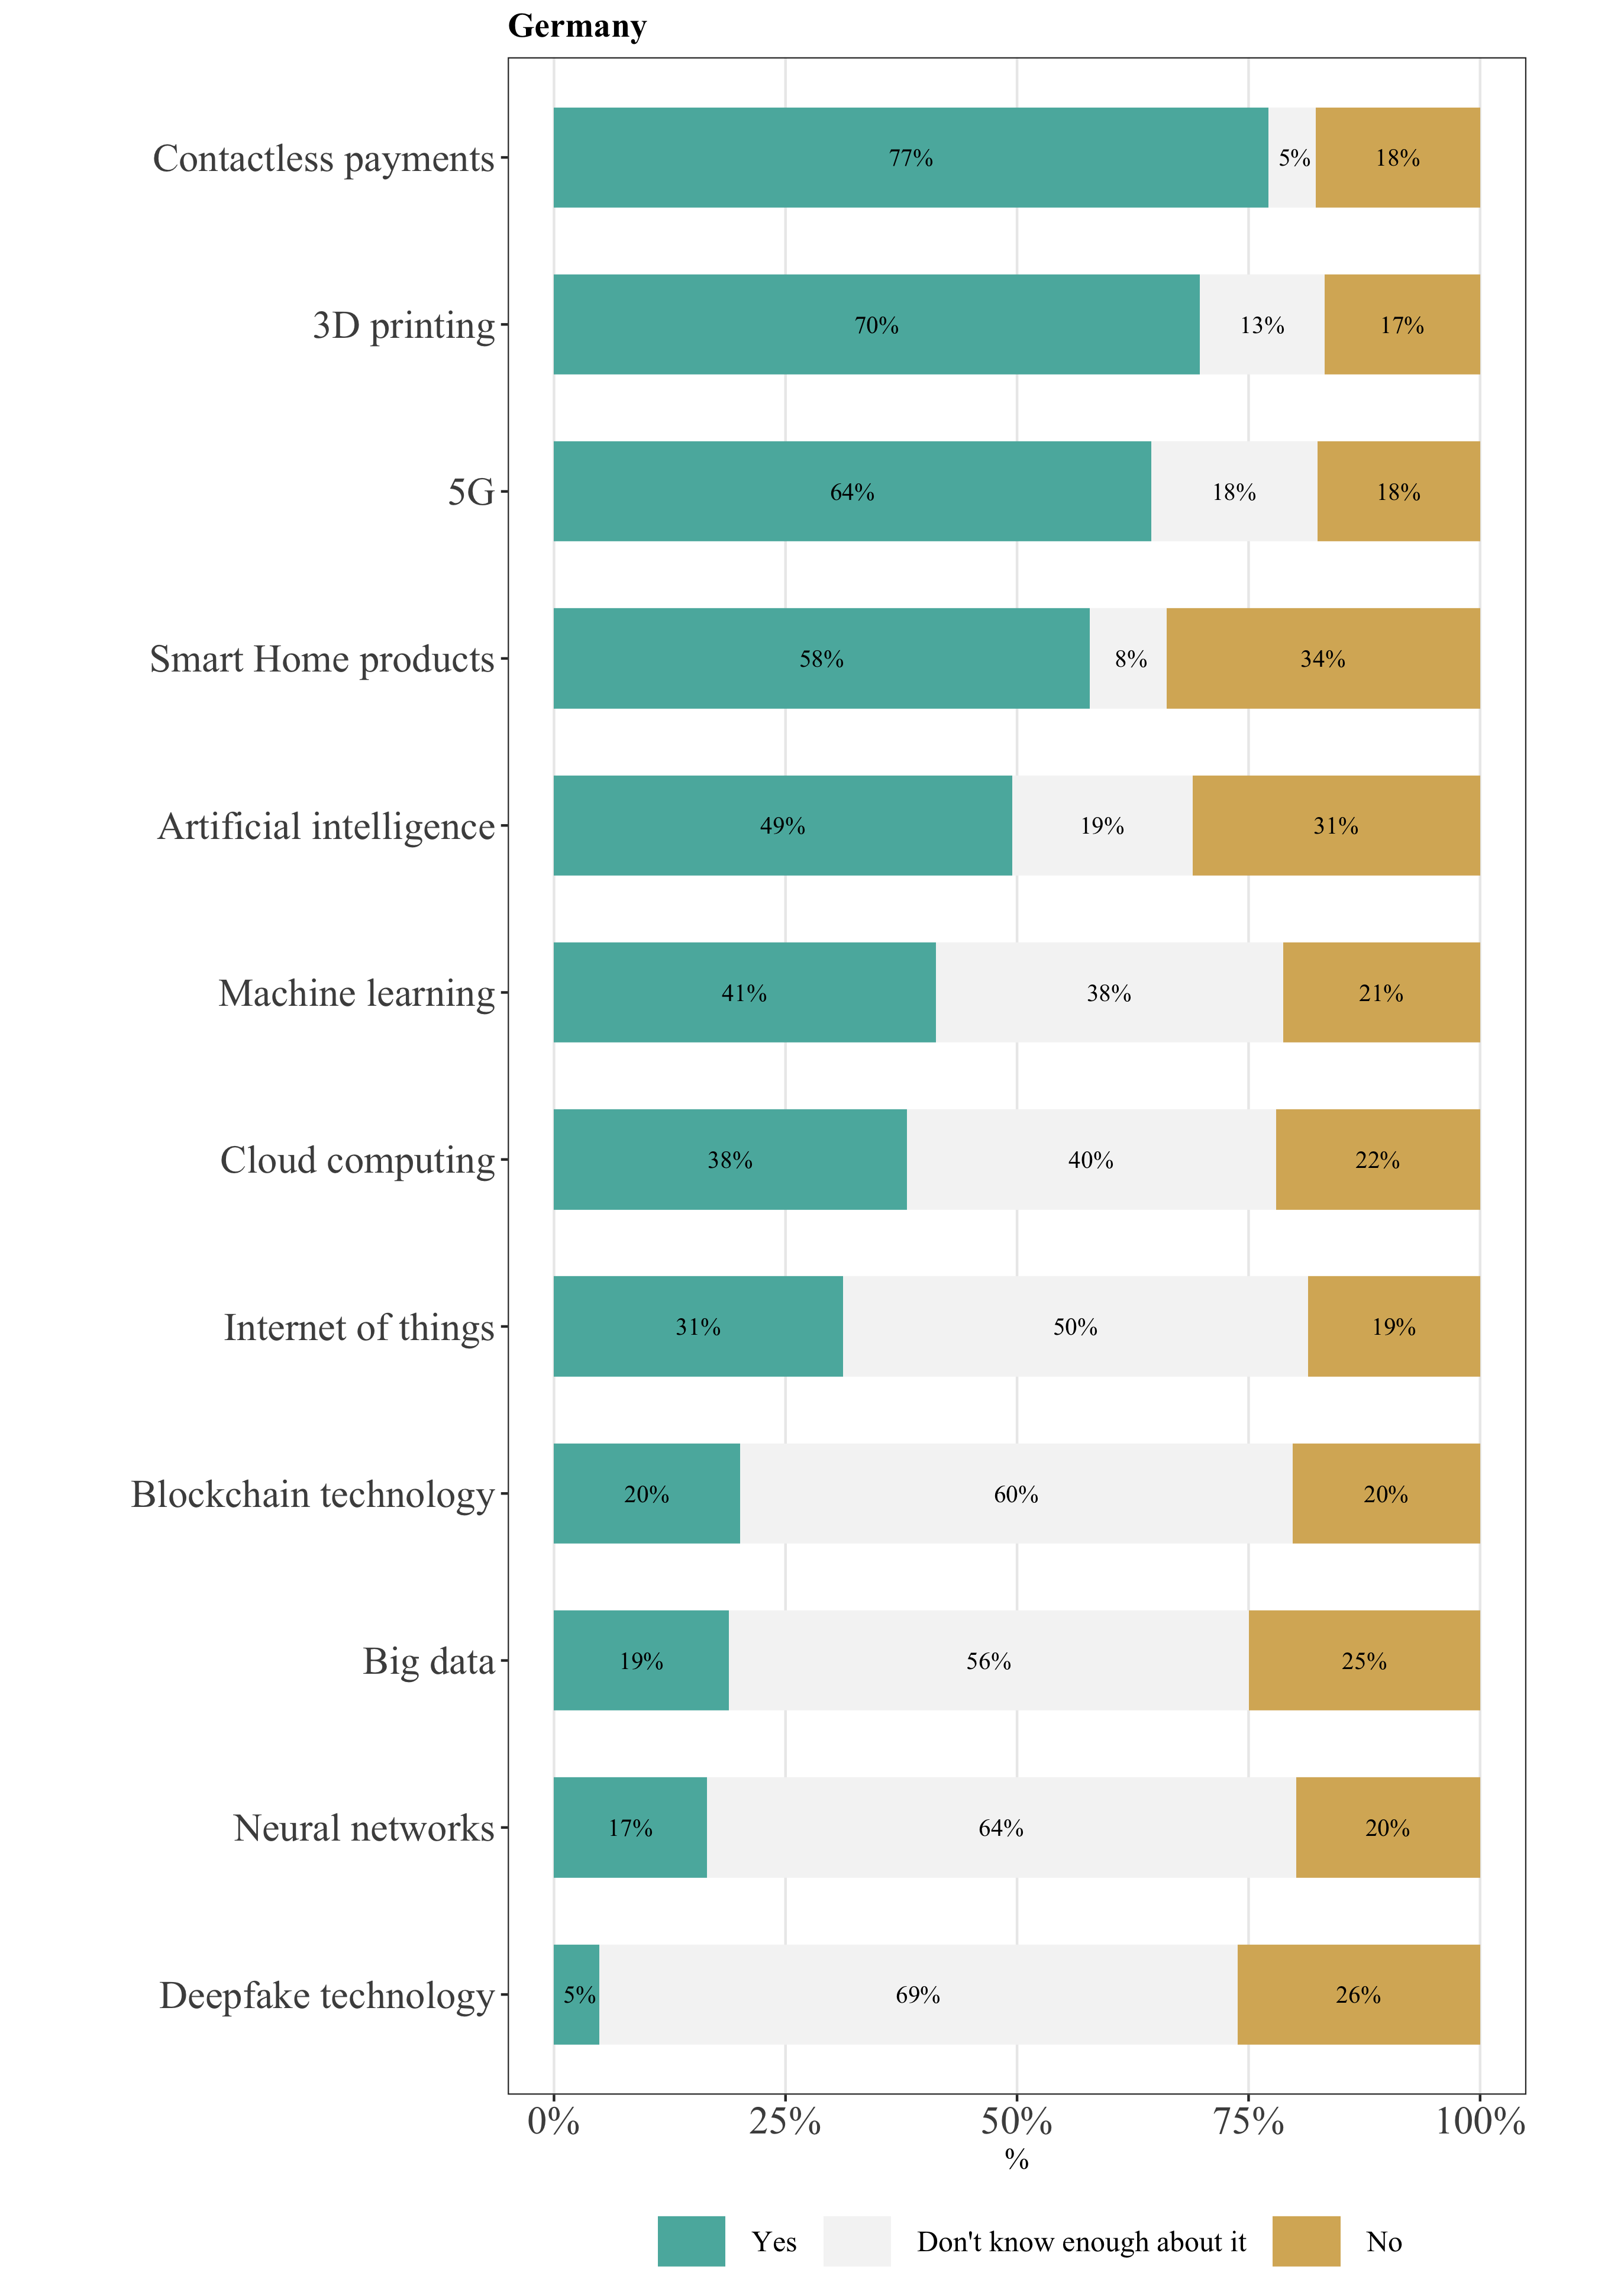 Germany
Contactless payments 77% 5% 18%
3D printing 70% 13% 17%
5G 64% 18% 18%
Smart Home products 58% 8% 34%
Artificial intelligence 49% 19% 31%
Machine learning 41% 38% 21%
Cloud computing 38% 40% 22%
Internet of things 31% 50% 19%
Blockchain technology 20% 60% 20%
Big data 19% 56% 25%
Neural networks 17% 64% 20%
Deepfake technology 5% 69% 26%
0% 25% 50% 75% 100%
%
Yes Don't know enough about it No